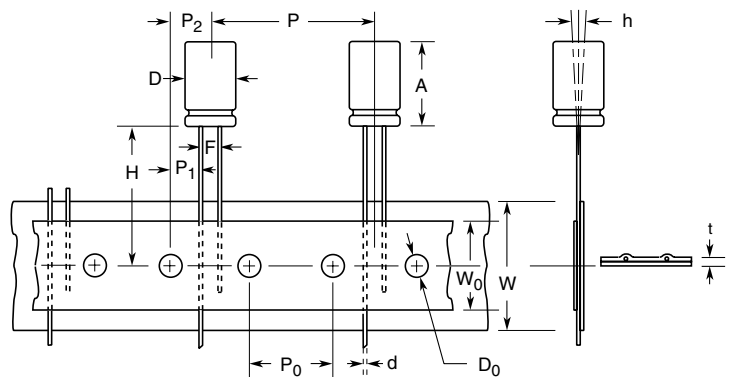 P₂ P h
D A
F
H P₁
t
W₀ W
P₀ d D₀